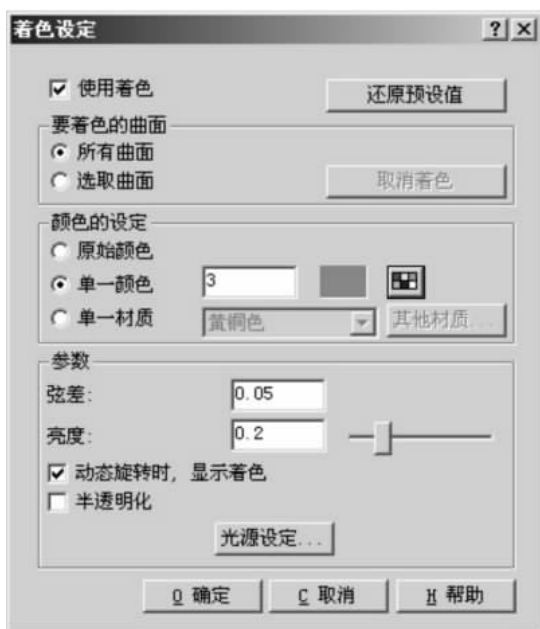 着色设定
使用着色 还原预设值
要着色的曲面
所有曲面
选取曲面 取消着色
颜色的设定
原始颜色
单一颜色 3
单一材质 黄铜色 其他材质...
参数
弦差: 0.05
亮度: 0.2
动态旋转时, 显示着色
半透明化
光源设定...
O 确定 C 取消 H 帮助